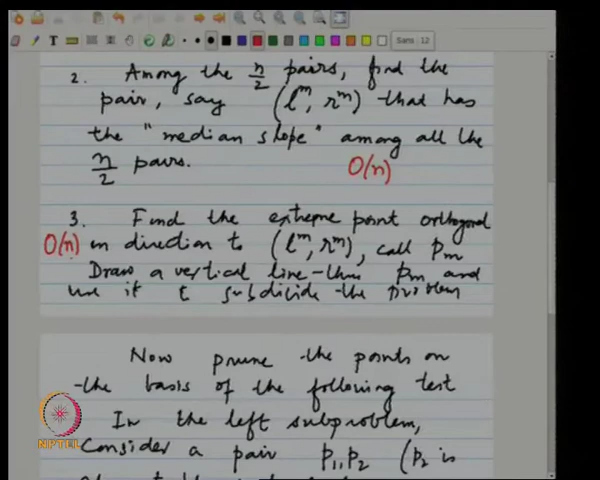 Sans 12
2. Among the n/2 pairs, find the
pair, say (l^m, r^m) that has
the "median slope" among all the
n/2 pairs.
O(n)
3. Find the extreme point orthogonal
O(n) in direction to (l^m, r^m), call p_m
Draw a vertical line thru p_m and
use it t subdivide the problem
Now prune the points on
the basis of the following test
In the left subproblem,
Consider a pair p_1, p_2 (p_2 is
NPTEL